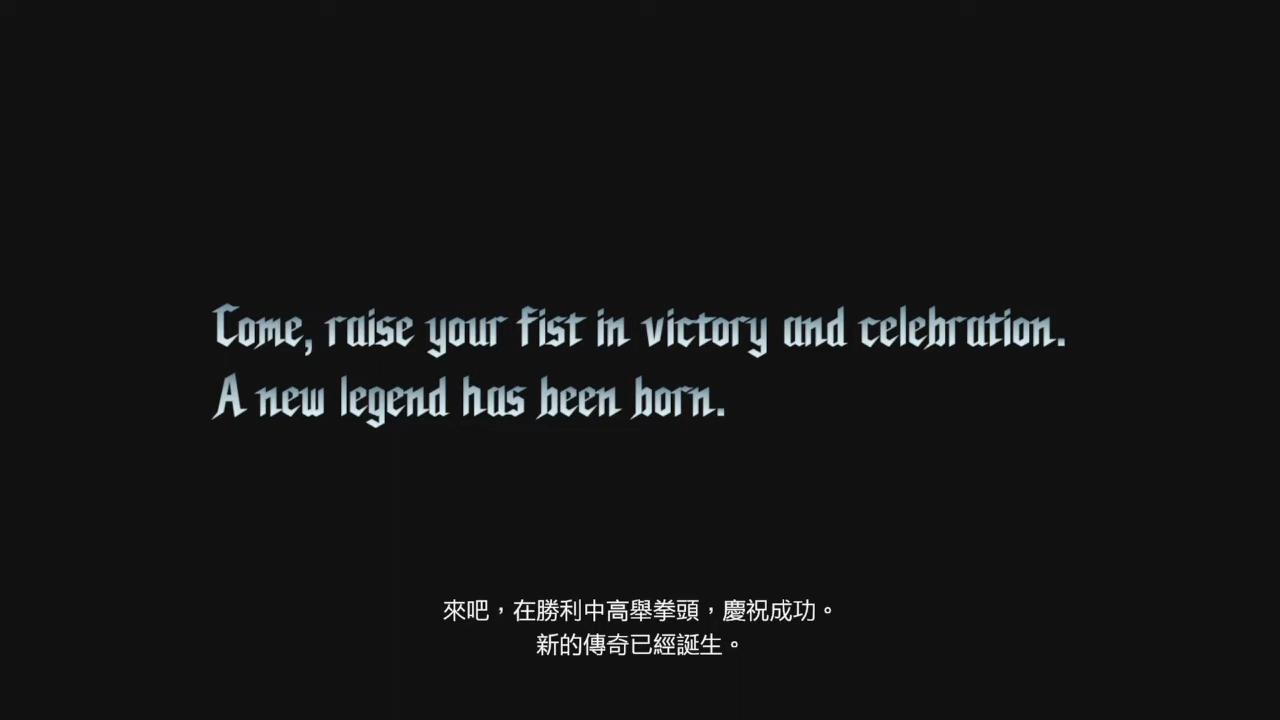 Come, raise your fist in victory and celebration.
A new legend has been born.
來吧，在勝利中高舉拳頭，慶祝成功。
新的傳奇已經誕生。